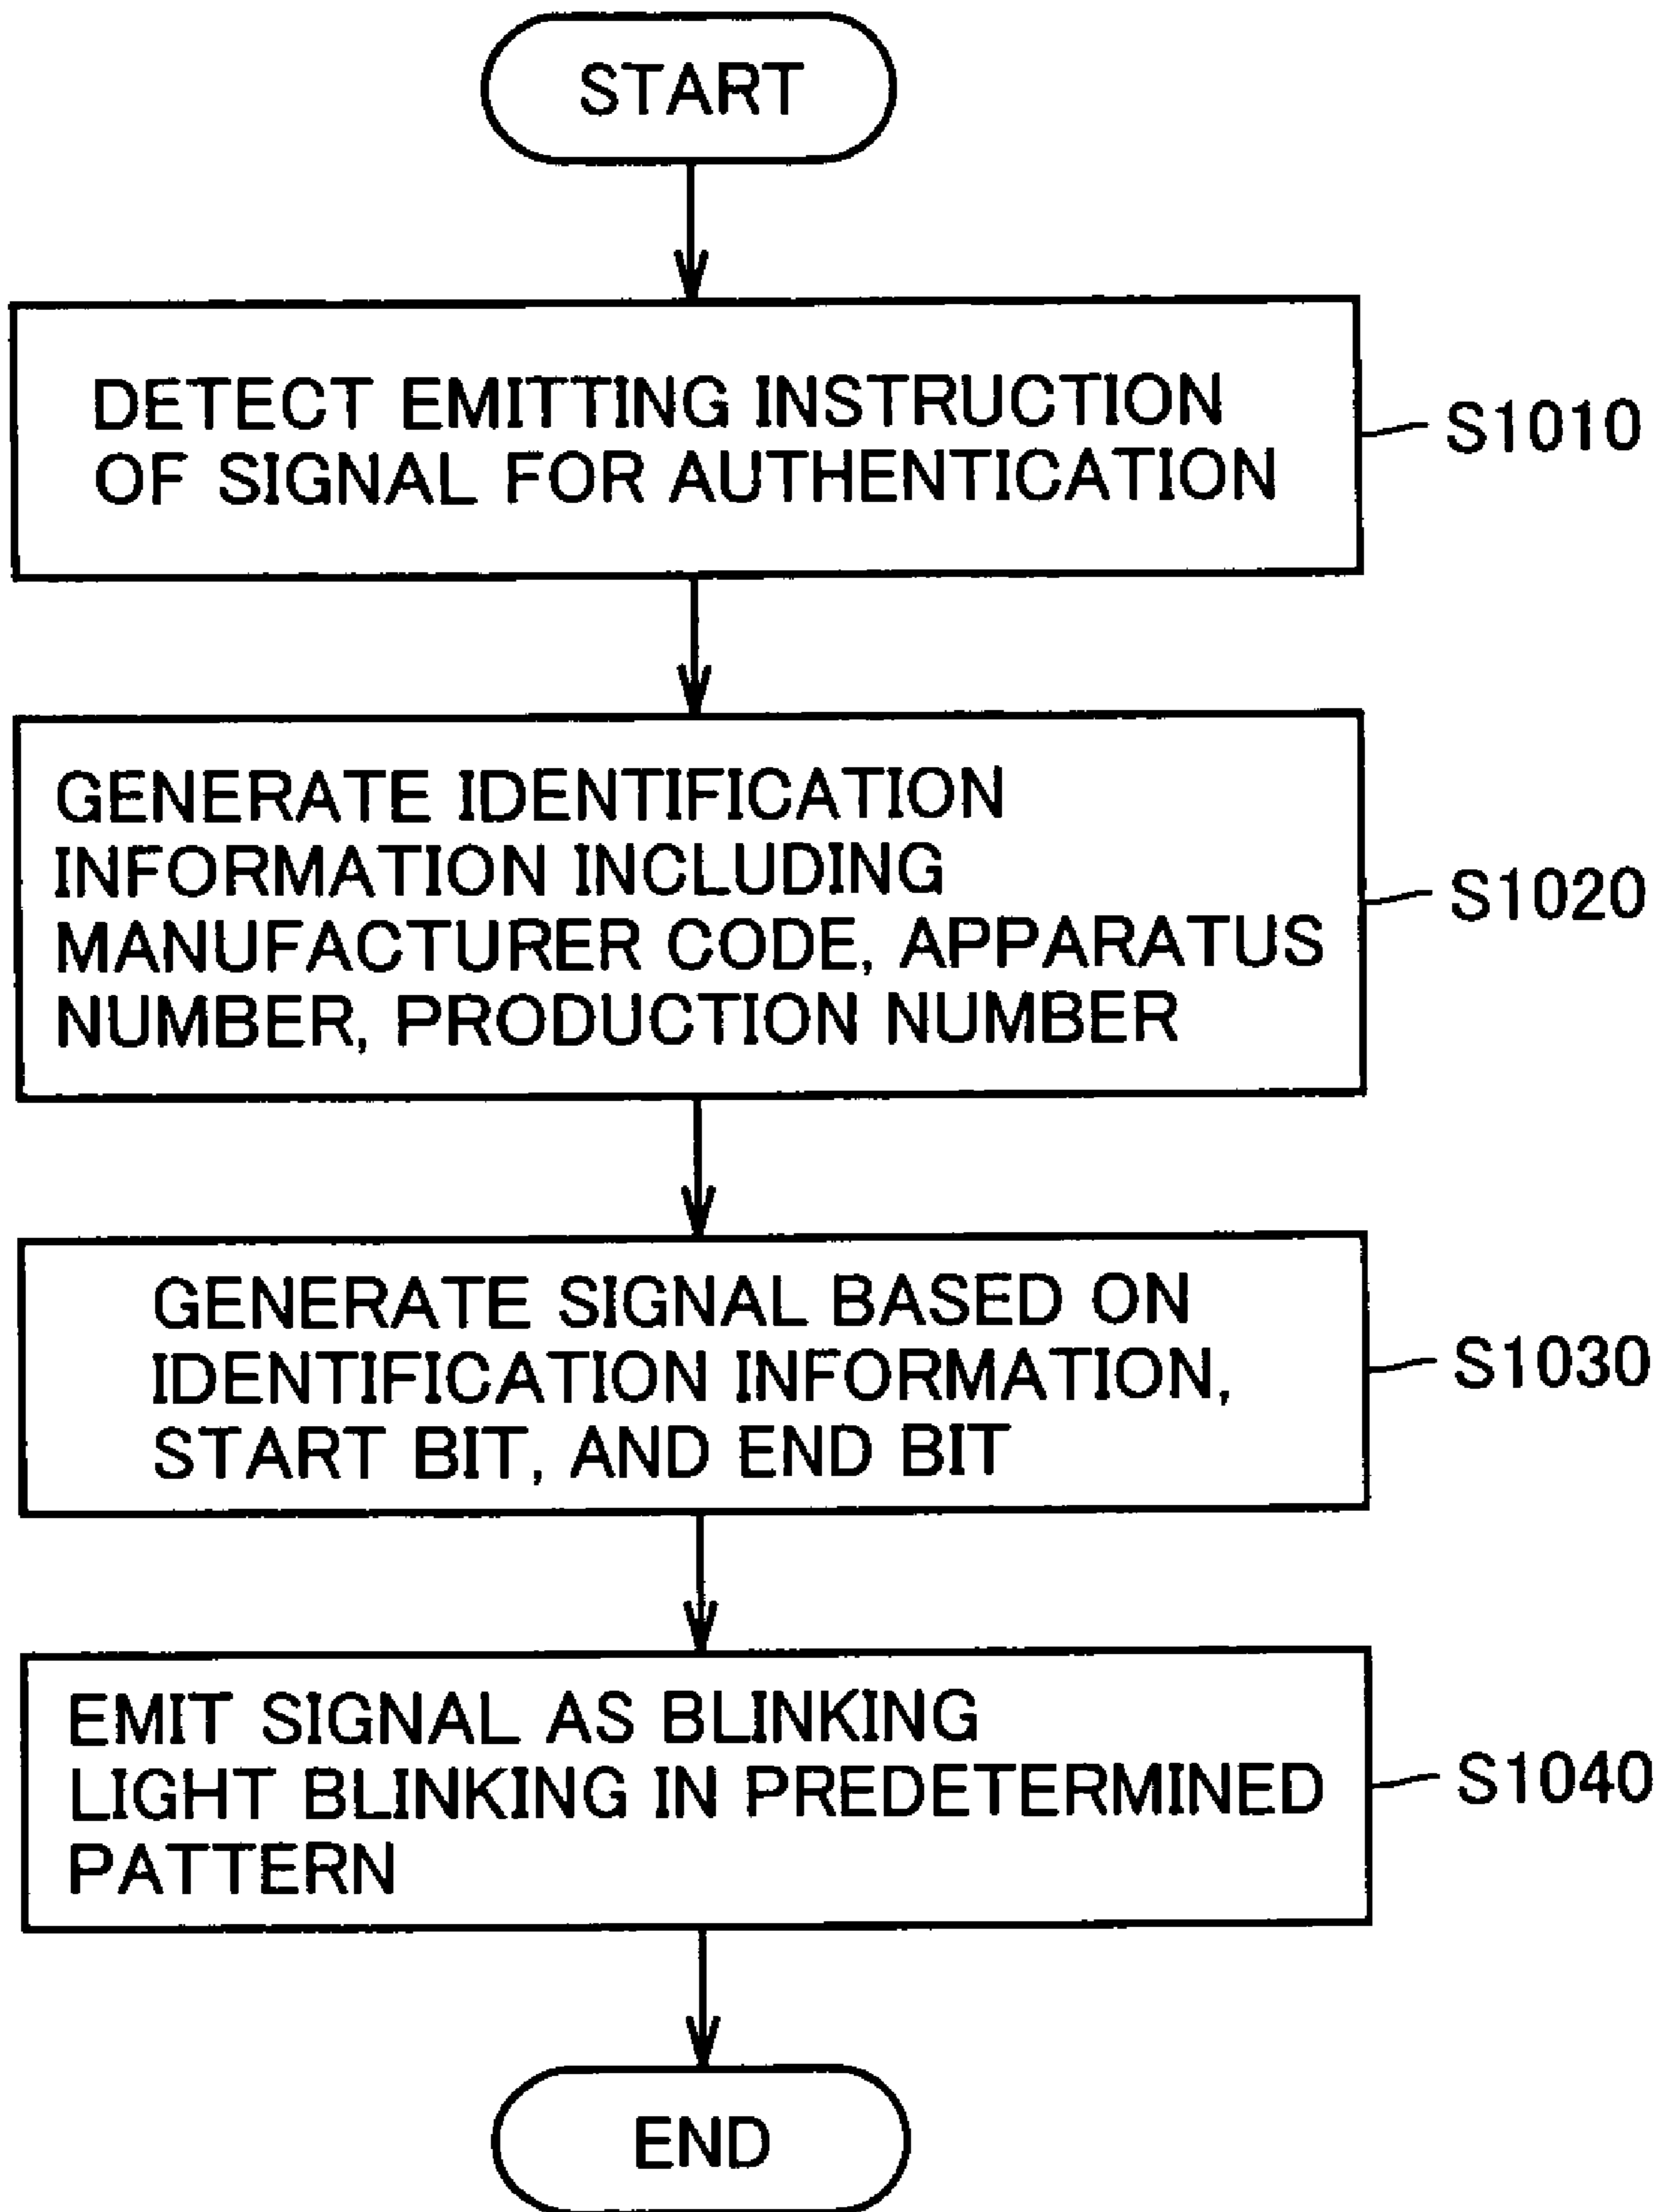 START
DETECT EMITTING INSTRUCTION
OF SIGNAL FOR AUTHENTICATION
S1010
GENERATE IDENTIFICATION
INFORMATION INCLUDING
MANUFACTURER CODE, APPARATUS
NUMBER, PRODUCTION NUMBER
S1020
GENERATE SIGNAL BASED ON
IDENTIFICATION INFORMATION,
START BIT, AND END BIT
S1030
EMIT SIGNAL AS BLINKING
LIGHT BLINKING IN PREDETERMINED
PATTERN
S1040
END